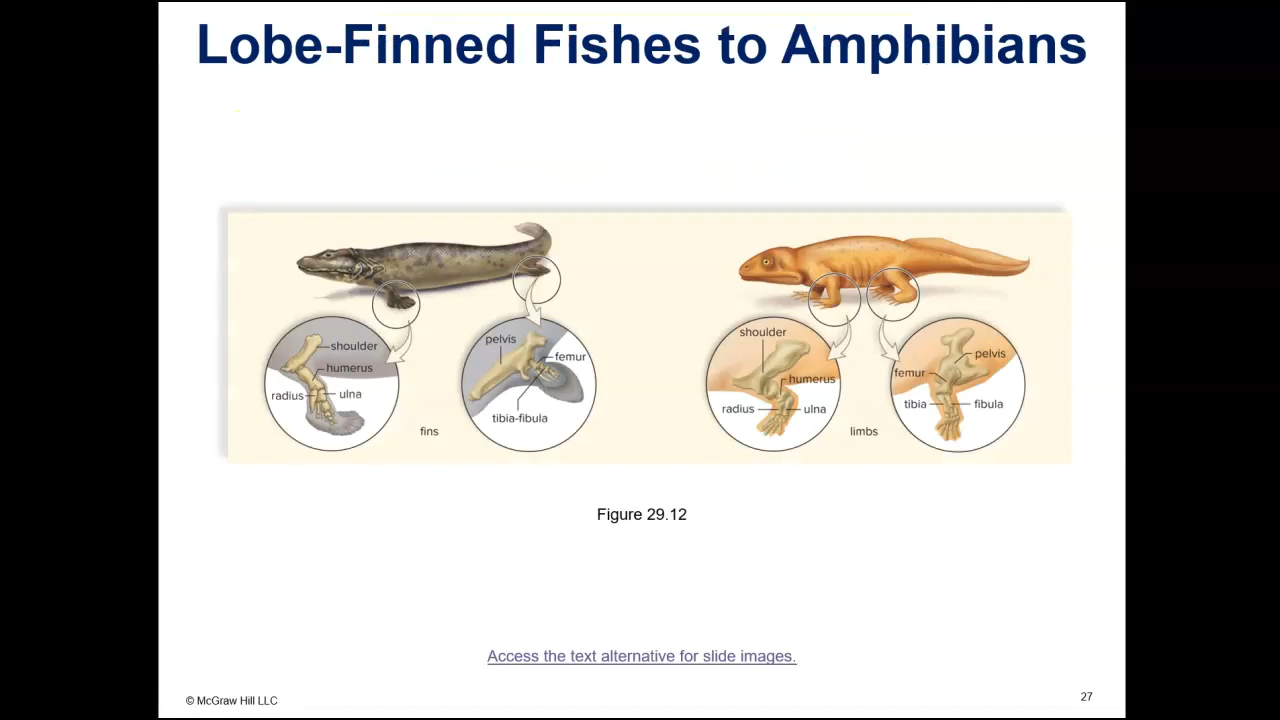 Lobe-Finned Fishes to Amphibians
shoulder
humerus
radius
ulna
pelvis
femur
tibia-fibula
fins
shoulder
humerus
radius
ulna
pelvis
femur
tibia
fibula
limbs
Figure 29.12
Access the text alternative for slide images.
© McGraw Hill LLC
27